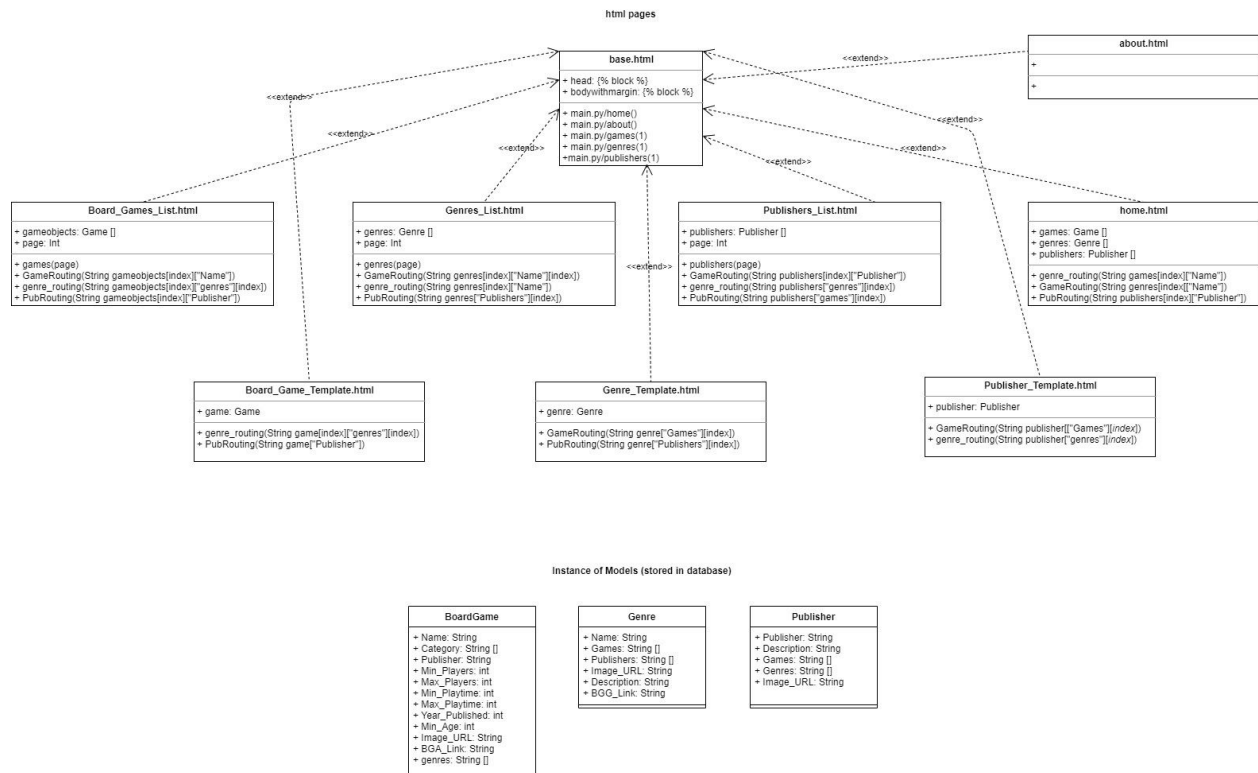 html pages
base.html
+ head: {% block %}
+ bodywithmargin: {% block %}
+ main.py/home()
+ main.py/about()
+ main.py/games(1)
+ main.py/genres(1)
+main.py/publishers(1)
about.html
+
+
<<extend>>
<<extend>>
<<extend>>
<<extend>>
<<extend>>
<<extend>>
<<extend>>
<<extend>>
Board_Games_List.html
+ gameobjects: Game []
+ page: Int
+ games(page)
+ GameRouting(String gameobjects[index]["Name"])
+ genre_routing(String gameobjects[index]["genres"][index])
+ PubRouting(String gameobjects[index]["Publisher"])
Genres_List.html
+ genres: Genre []
+ page: Int
+ genres(page)
+ GameRouting(String genres[index]["Name"][index])
+ genre_routing(String genres[index]["Name"])
+ PubRouting(String genres["Publishers"][index])
Publishers_List.html
+ publishers: Publisher []
+ page: Int
+ publishers(page)
+ GameRouting(String publishers[index]["Publisher"])
+ genre_routing(String publishers["genres"][index])
+ PubRouting(String publishers["games"][index])
home.html
+ games: Game []
+ genres: Genre []
+ publishers: Publisher []
+ genre_routing(String games[index]["Name"])
+ GameRouting(String genres[index[["Name"])
+ PubRouting(String publishers[index]["Publisher"])
Board_Game_Template.html
+ game: Game
+ genre_routing(String game[index]["genres"][index])
+ PubRouting(String game["Publisher"])
Genre_Template.html
+ genre: Genre
+ GameRouting(String genre["Games"][index])
+ PubRouting(String genre["Publishers"][index])
Publisher_Template.html
+ publisher: Publisher
+ GameRouting(String publisher[["Games"][index])
+ genre_routing(String publisher["genres"][index])
Instance of Models (stored in database)
BoardGame
+ Name: String
+ Category: String []
+ Publisher: String
+ Min_Players: int
+ Max_Players: int
+ Min_Playtime: int
+ Max_Playtime: int
+ Year_Published: int
+ Min_Age: int
+ Image_URL: String
+ BGA_Link: String
+ genres: String []
Genre
+ Name: String
+ Games: String []
+ Publishers: String []
+ Image_URL: String
+ Description: String
+ BGG_Link: String
Publisher
+ Publisher: String
+ Description: String
+ Games: String []
+ Genres: String []
+ Image_URL: String